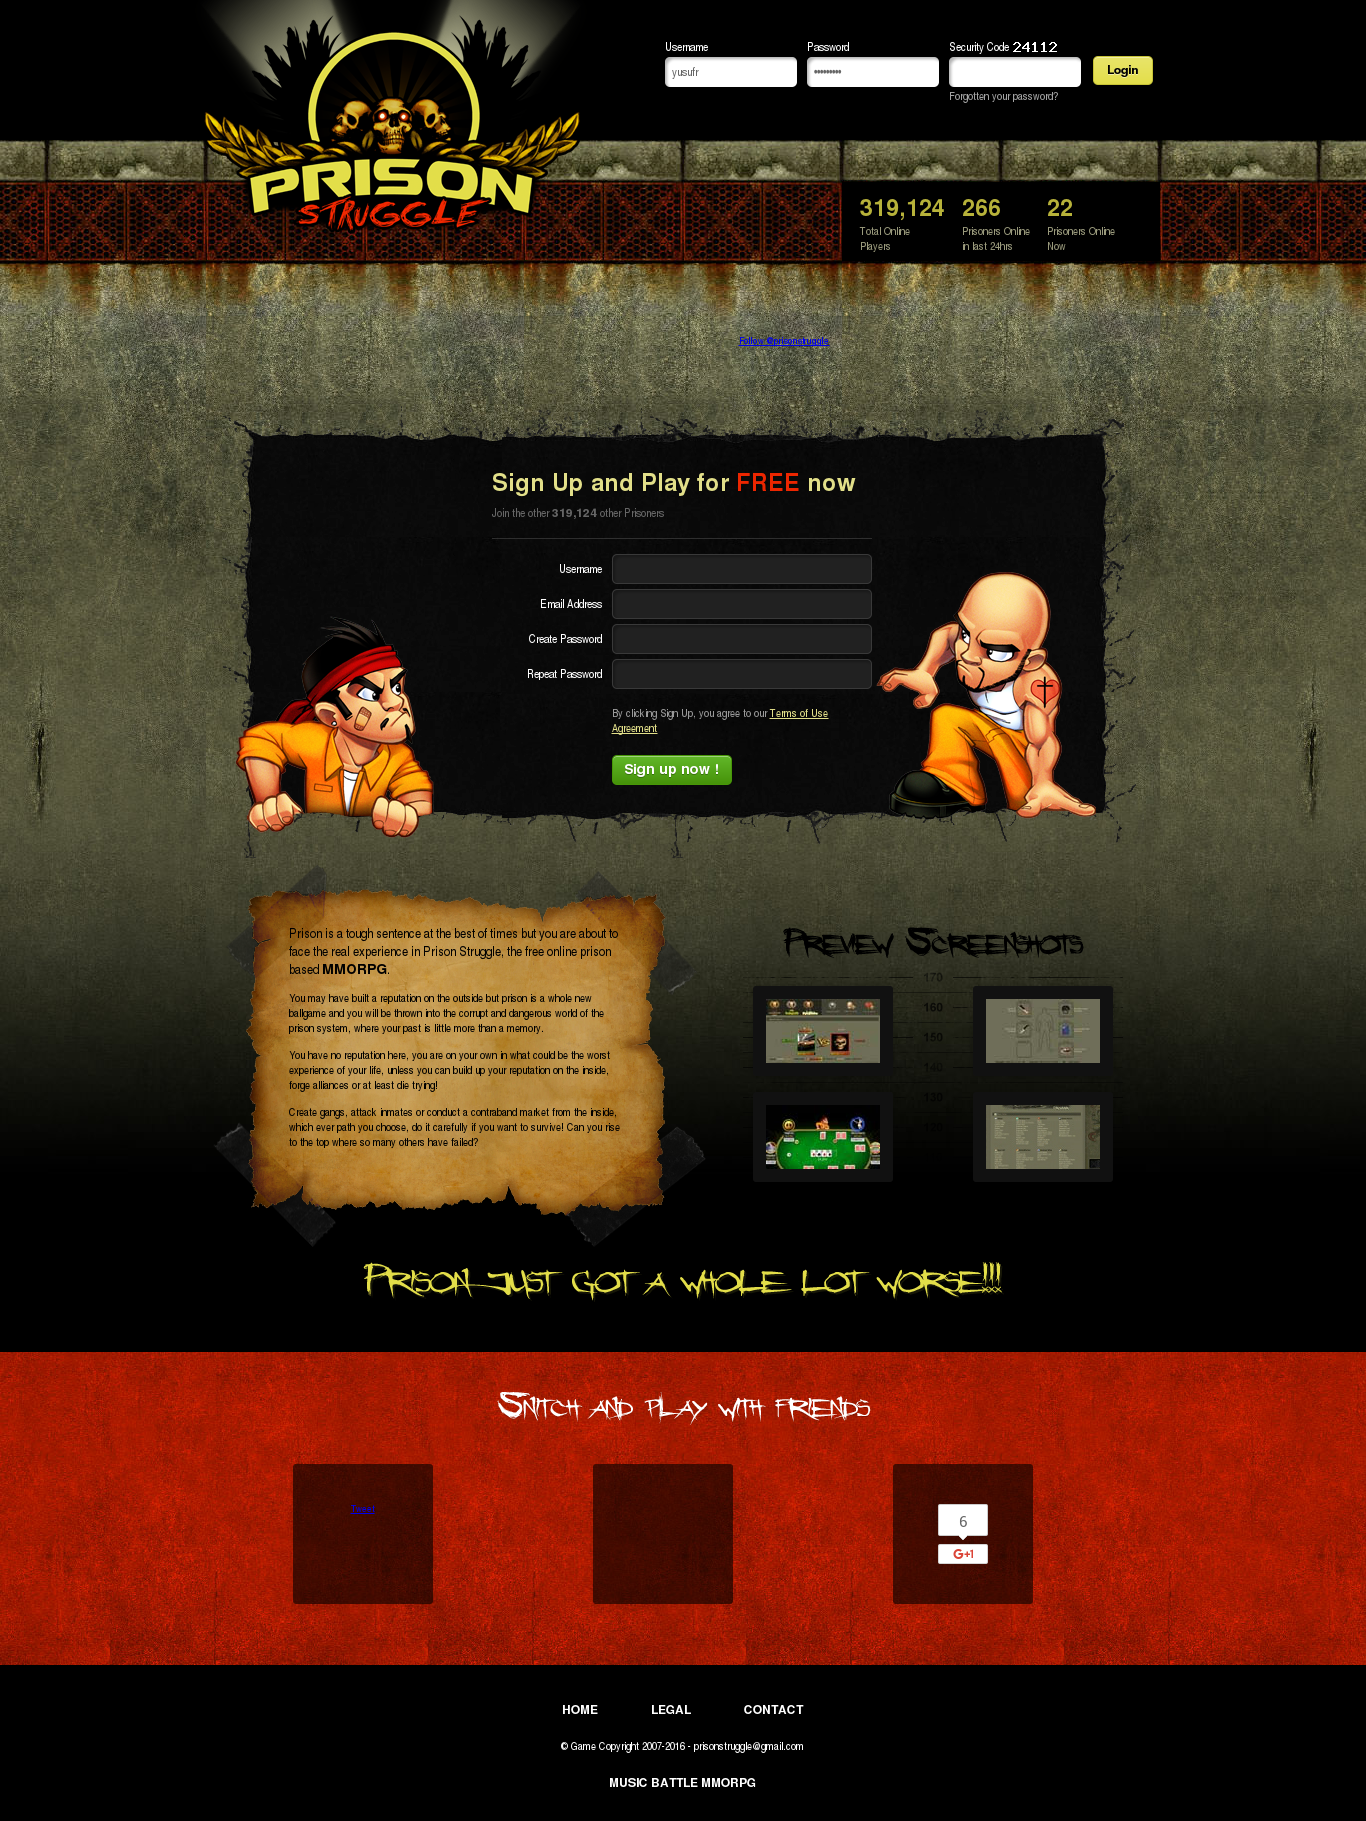 Username
Password
Security Code 24112
yusufr
•••••••••
Login
Forgotten your password?
PRISON
STRUGGLE
319,124
266
22
Total Online
Players
Prisoners Online
in last 24hrs
Prisoners Online
Now
Follow @prisonstruggle
Sign Up and Play for FREE now
Join the other 319,124 other Prisoners
Username
Email Address
Create Password
Repeat Password
By clicking Sign Up, you agree to our Terms of Use
Agreement
Sign up now !
Prison is a tough sentence at the best of times but you are about to
face the real experience in Prison Struggle, the free online prison
based MMORPG.
You may have built a reputation on the outside but prison is a whole new
ballgame and you will be thrown into the corrupt and dangerous world of the
prison system, where your past is little more than a memory.
You have no reputation here, you are on your own in what could be the worst
experience of your life, unless you can build up your reputation on the inside,
forge alliances or at least die trying!
Create gangs, attack inmates or conduct a contraband market from the inside,
which ever path you choose, do it carefully if you want to survive! Can you rise
to the top where so many others have failed?
Preview Screenshots
170
160
150
140
130
120
Prison just got a whole lot worse!!!
Snitch and play with friends
6
G+1
HOME
LEGAL
CONTACT
© Game Copyright 2007-2016 - prisonstruggle@gmail.com
MUSIC BATTLE MMORPG